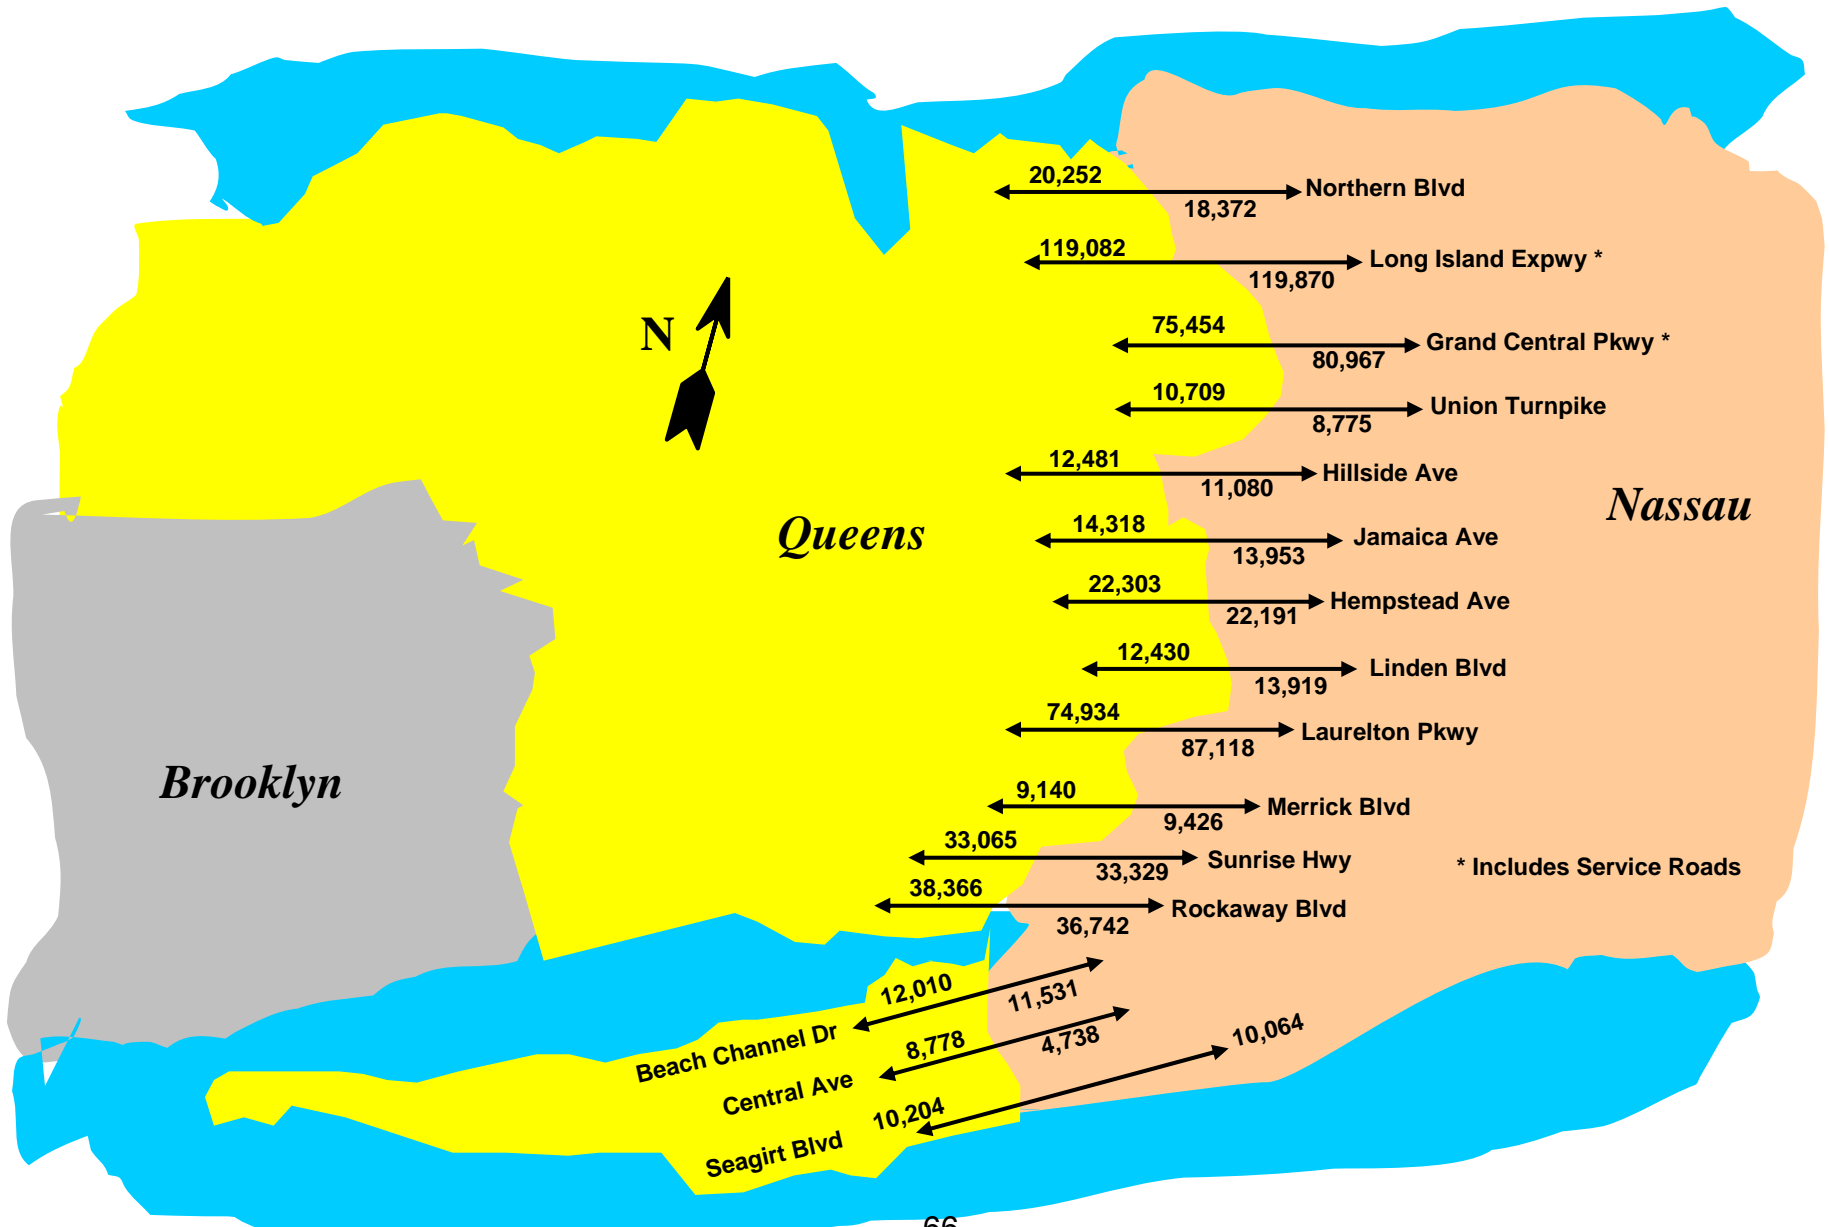 20,252
Northern Blvd
18,372
119,082
Long Island Expwy *
119,870
N
75,454
Grand Central Pkwy *
80,967
10,709
Union Turnpike
8,775
12,481
Hillside Ave
11,080
Nassau
Queens
14,318
Jamaica Ave
13,953
22,303
Hempstead Ave
22,191
12,430
Linden Blvd
13,919
74,934
Laurelton Pkwy
87,118
Brooklyn
9,140
Merrick Blvd
9,426
33,065
Sunrise Hwy
33,329
* Includes Service Roads
38,366
Rockaway Blvd
36,742
12,010
11,531
Beach Channel Dr
8,778
4,738
Central Ave
10,064
10,204
Seagirt Blvd
66